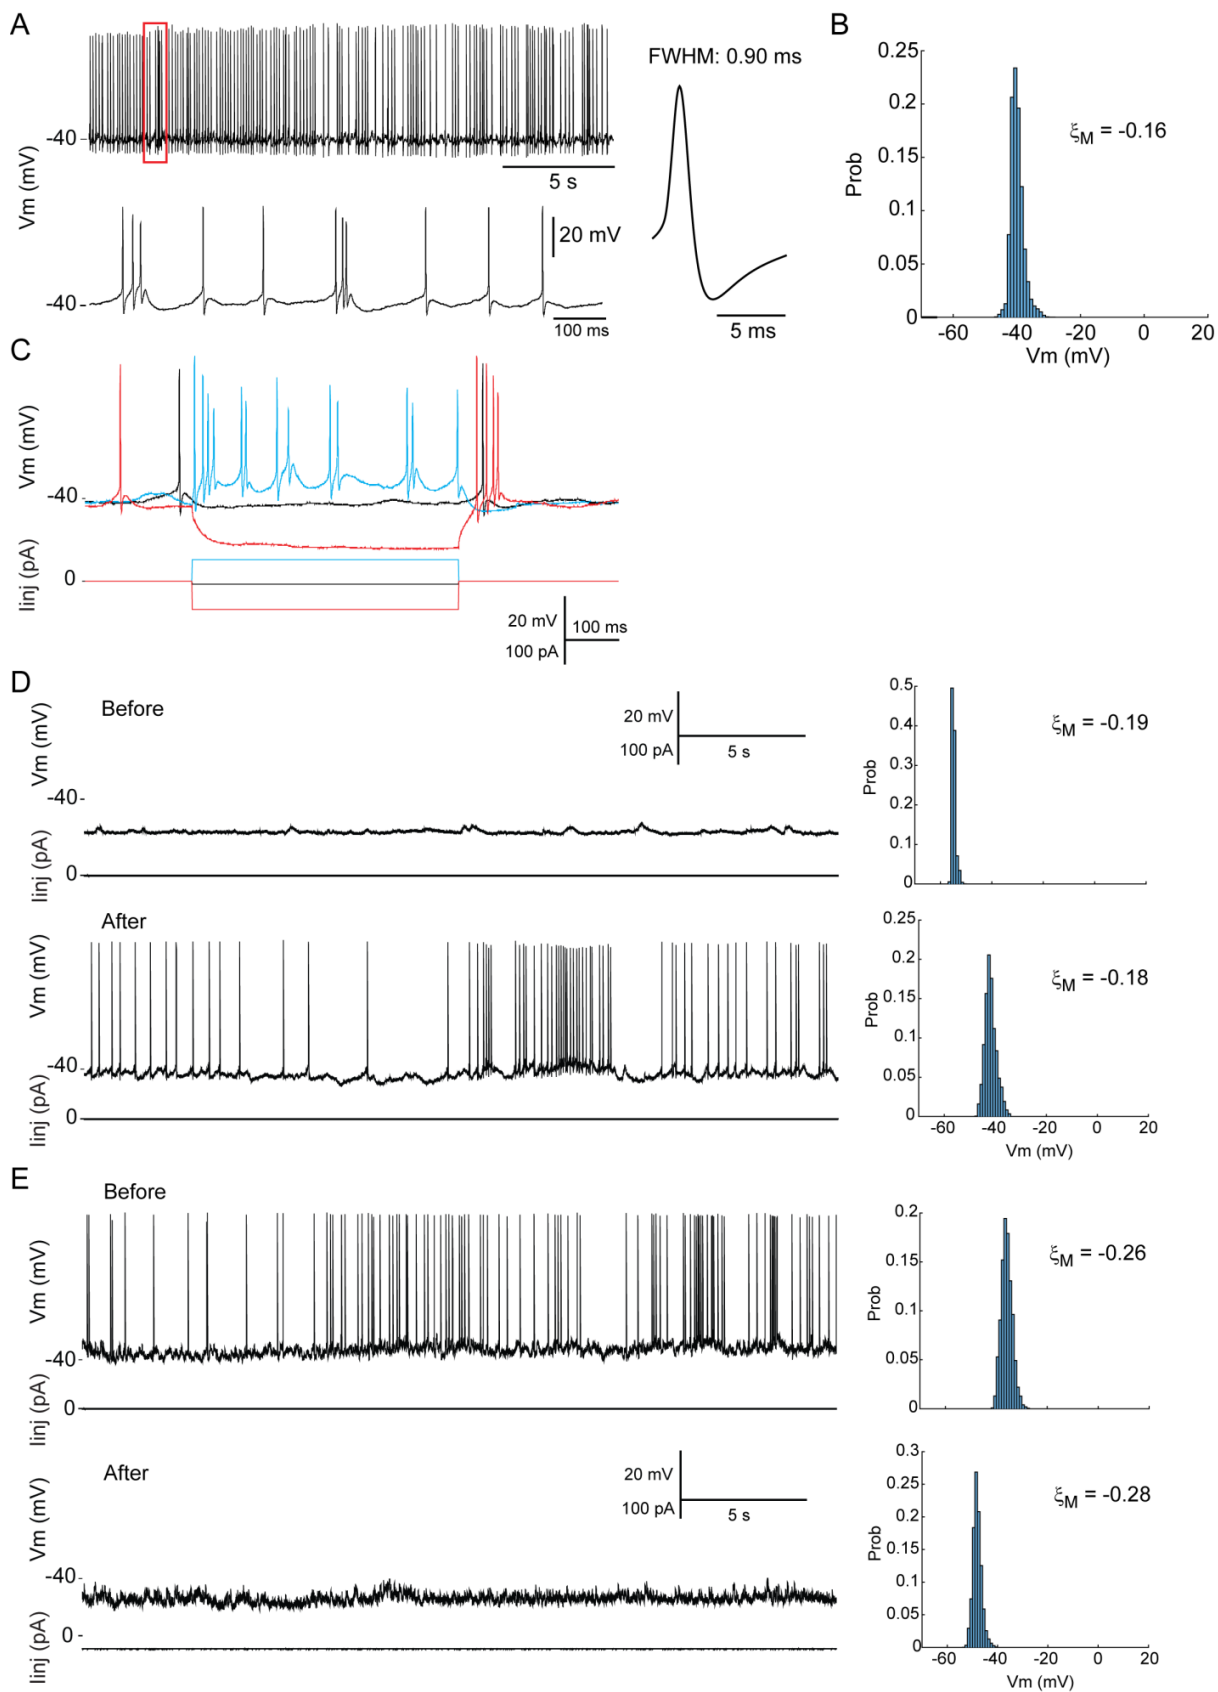 A
Vm (mV)
-40
5 s
20 mV
-40
100 ms
FWHM: 0.90 ms
5 ms
B
Prob
0.25
0.2
0.15
0.1
0.05
0
ξM = -0.16
-60 -40 -20 0 20
Vm (mV)
C
Vm (mV)
-40
Iinj (pA)
0
20 mV
100 ms
100 pA
D
Before
Vm (mV)
-40
Iinj (pA)
0
20 mV
100 pA
5 s
Prob
0.5
0.4
0.3
0.2
0.1
0
ξM = -0.19
After
Vm (mV)
-40
Iinj (pA)
0
Prob
0.25
0.2
0.15
0.1
0.05
0
ξM = -0.18
-60 -40 -20 0 20
Vm (mV)
E
Before
Vm (mV)
-40
Iinj (pA)
0
Prob
0.2
0.15
0.1
0.05
0
ξM = -0.26
After
Vm (mV)
-40
Iinj (pA)
0
20 mV
100 pA
5 s
Prob
0.3
0.25
0.2
0.15
0.1
0.05
0
ξM = -0.28
-60 -40 -20 0 20
Vm (mV)